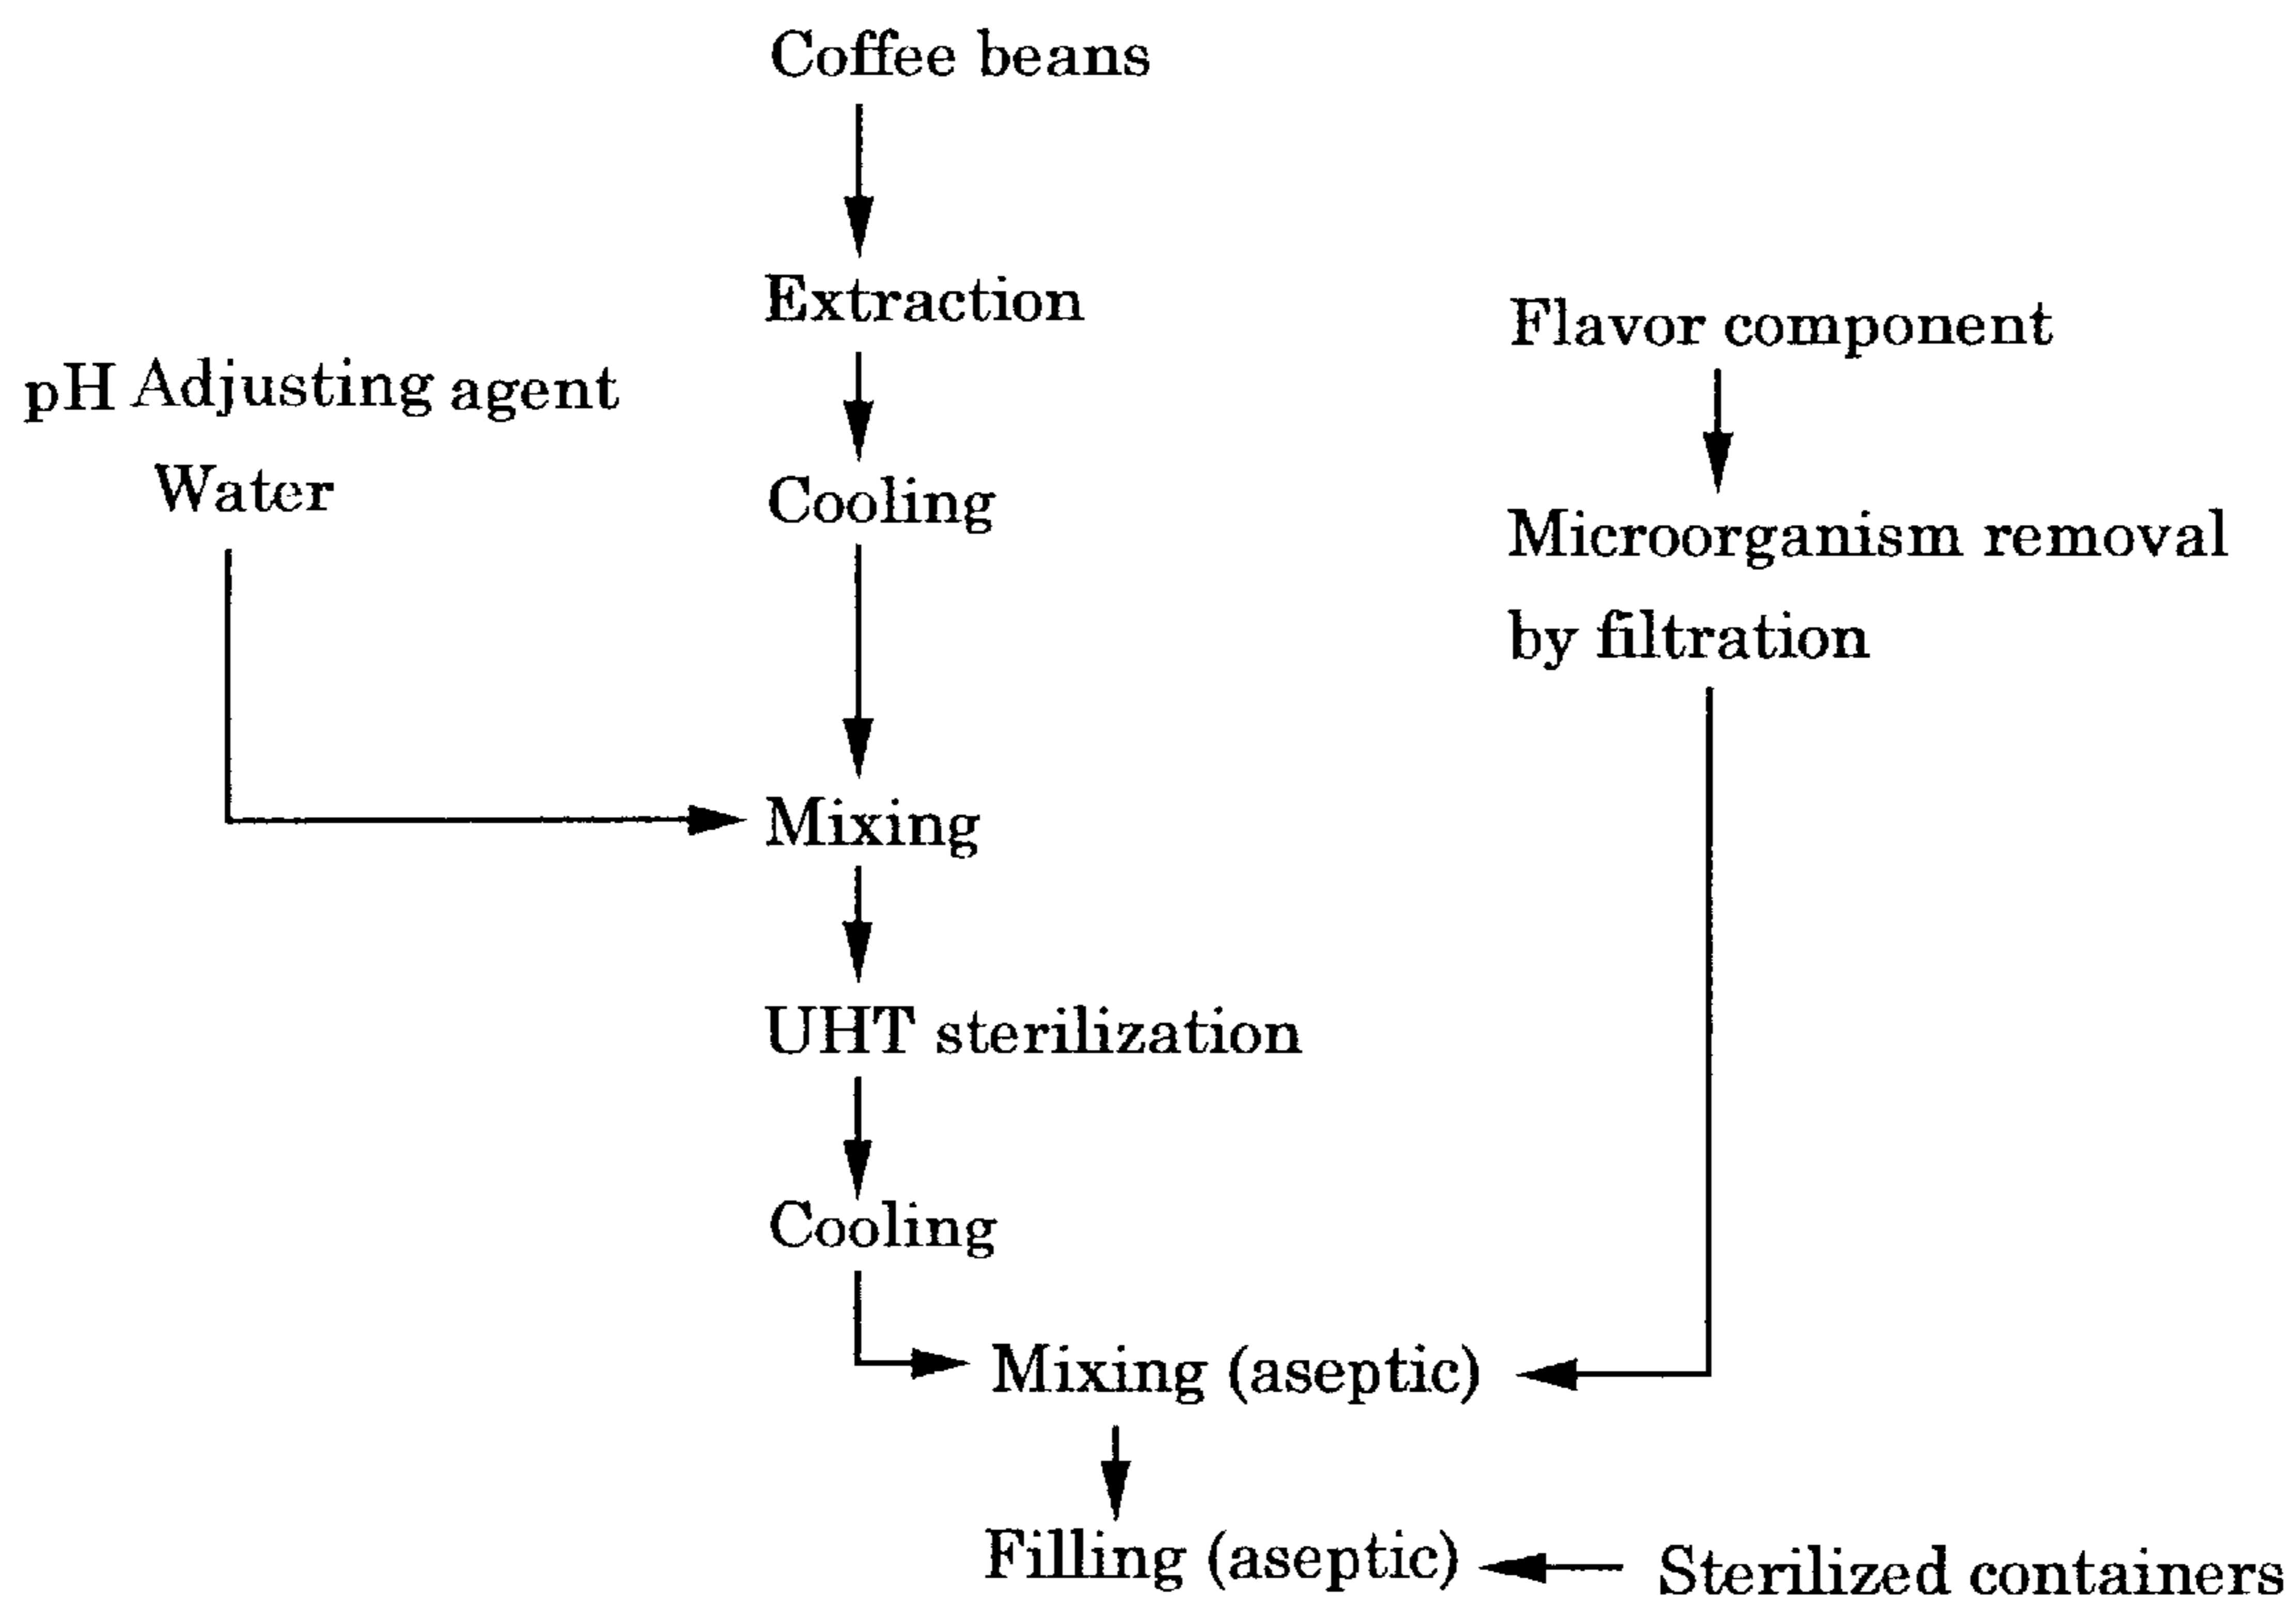 Coffee beans
Extraction
Flavor component
pH Adjusting agent
Water
Cooling
Microorganism removal
by filtration
Mixing
UHT sterilization
Cooling
Mixing (aseptic)
Filling (aseptic)
Sterilized containers